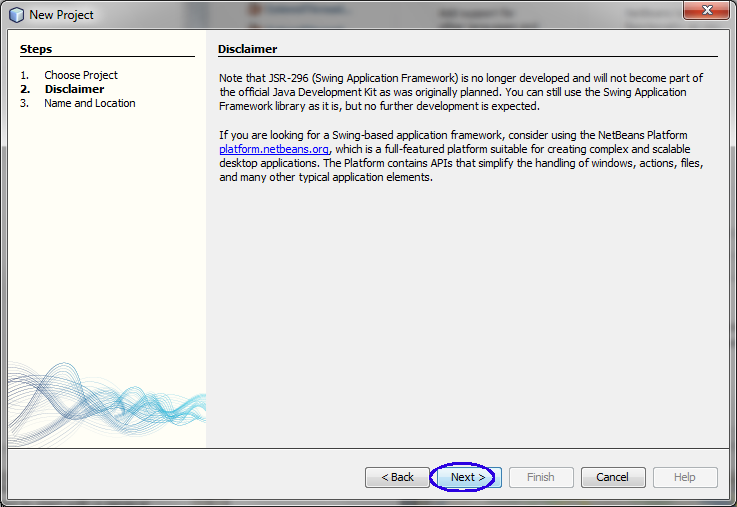 New Project
Steps
1. Choose Project
2. Disclaimer
3. Name and Location
Disclaimer
Note that JSR-296 (Swing Application Framework) is no longer developed and will not become part of
the official Java Development Kit as was originally planned. You can still use the Swing Application
Framework library as it is, but no further development is expected.
If you are looking for a Swing-based application framework, consider using the NetBeans Platform
platform.netbeans.org, which is a full-featured platform suitable for creating complex and scalable
desktop applications. The Platform contains APIs that simplify the handling of windows, actions, files,
and many other typical application elements.
< Back
Next >
Finish
Cancel
Help